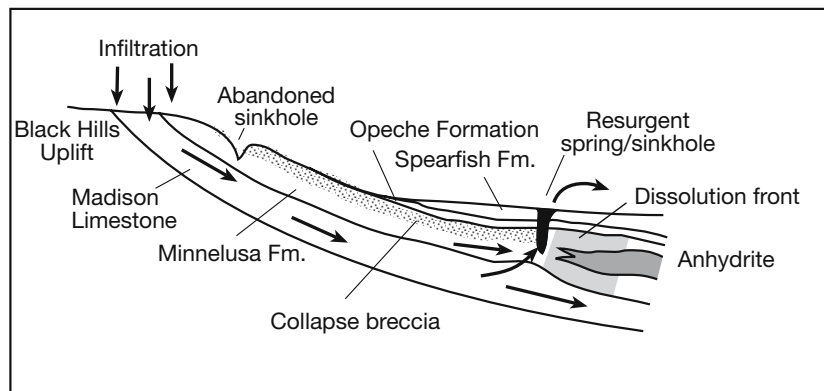 Infiltration
Abandoned
sinkhole
Black Hills
Uplift
Opeche Formation
Spearfish Fm.
Resurgent
spring/sinkhole
Madison
Limestone
Dissolution front
Minnelusa Fm.
Anhydrite
Collapse breccia